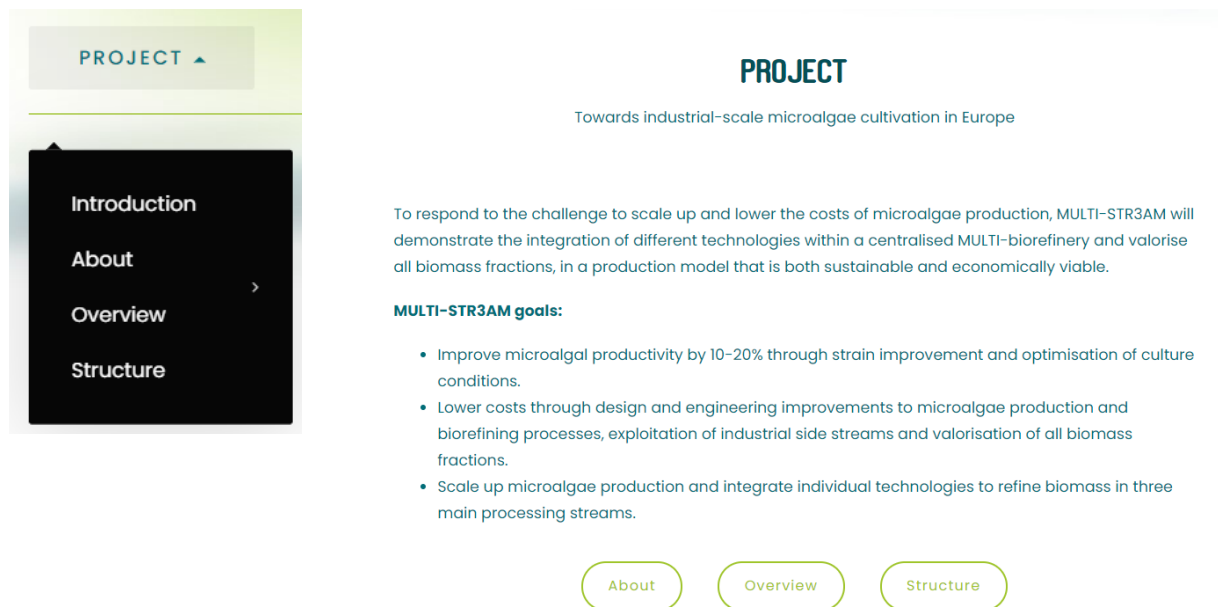 PROJECT
Introduction
About
Overview
Structure
PROJECT
Towards industrial-scale microalgae cultivation in Europe
To respond to the challenge to scale up and lower the costs of microalgae production, MULTI-STR3AM will
demonstrate the integration of different technologies within a centralised MULTI-biorefinery and valorise
all biomass fractions, in a production model that is both sustainable and economically viable.
MULTI-STR3AM goals:
• Improve microalgal productivity by 10-20% through strain improvement and optimisation of culture
conditions.
• Lower costs through design and engineering improvements to microalgae production and
biorefining processes, exploitation of industrial side streams and valorisation of all biomass
fractions.
• Scale up microalgae production and integrate individual technologies to refine biomass in three
main processing streams.
About
Overview
Structure